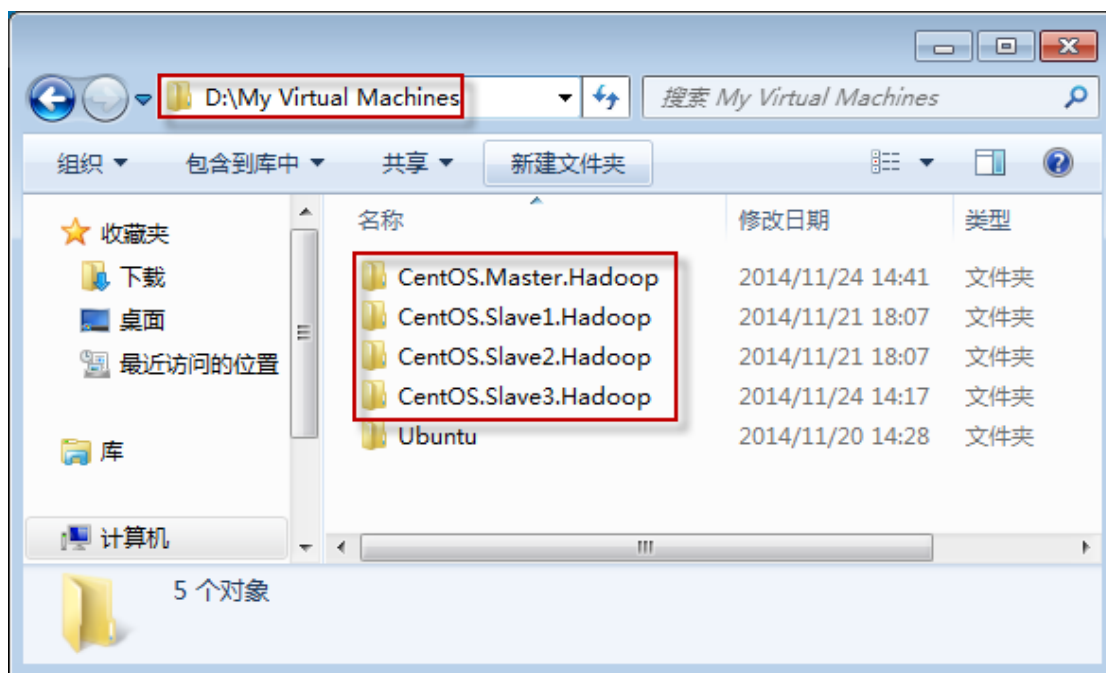 D:\My Virtual Machines
搜索 My Virtual Machines
组织 包含到库中 共享 新建文件夹
收藏夹
下载
桌面
最近访问的位置
库
计算机
名称 修改日期 类型
CentOS.Master.Hadoop 2014/11/24 14:41 文件夹
CentOS.Slave1.Hadoop 2014/11/21 18:07 文件夹
CentOS.Slave2.Hadoop 2014/11/21 18:07 文件夹
CentOS.Slave3.Hadoop 2014/11/24 14:17 文件夹
Ubuntu 2014/11/20 14:28 文件夹
5 个对象